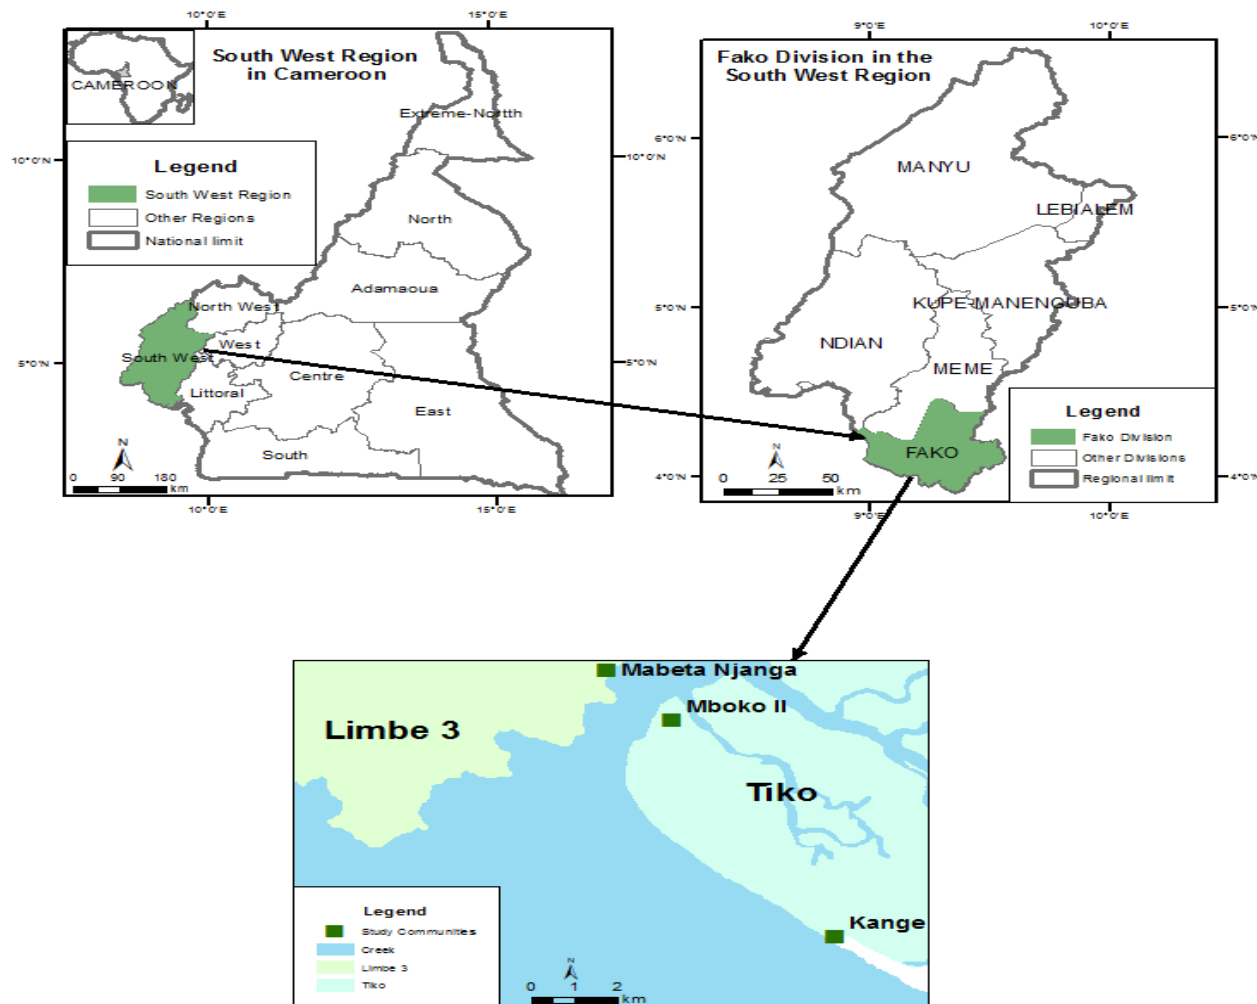 10°0'E
15°0'E
South West Region
in Cameroon
CAMEROON
Extreme-Nortth
10°0'N
10°0'N
Legend
South West Region
Other Regions
National limit
North
Adamaoua
North West
West
South West
5°0'N
5°0'N
Centre
Littoral
East
South
N
0 90 180
km
10°0'E
15°0'E
9°0'E
10°0'E
Fako Division in the
South West Region
6°0'N
6°0'N
MANYU
LEBIALEM
5°0'N
5°0'N
KUPE-MANENGUBA
NDIAN
MEME
Legend
Fako Division
Other Divisions
Regional limit
FAKO
N
0 25 50
km
4°0'N
4°0'N
9°0'E
10°0'E
Mabeta Njanga
Mboko II
Limbe 3
Tiko
Kange
Legend
Study Communities
Creek
Limbe 3
Tiko
N
0 1 2
km